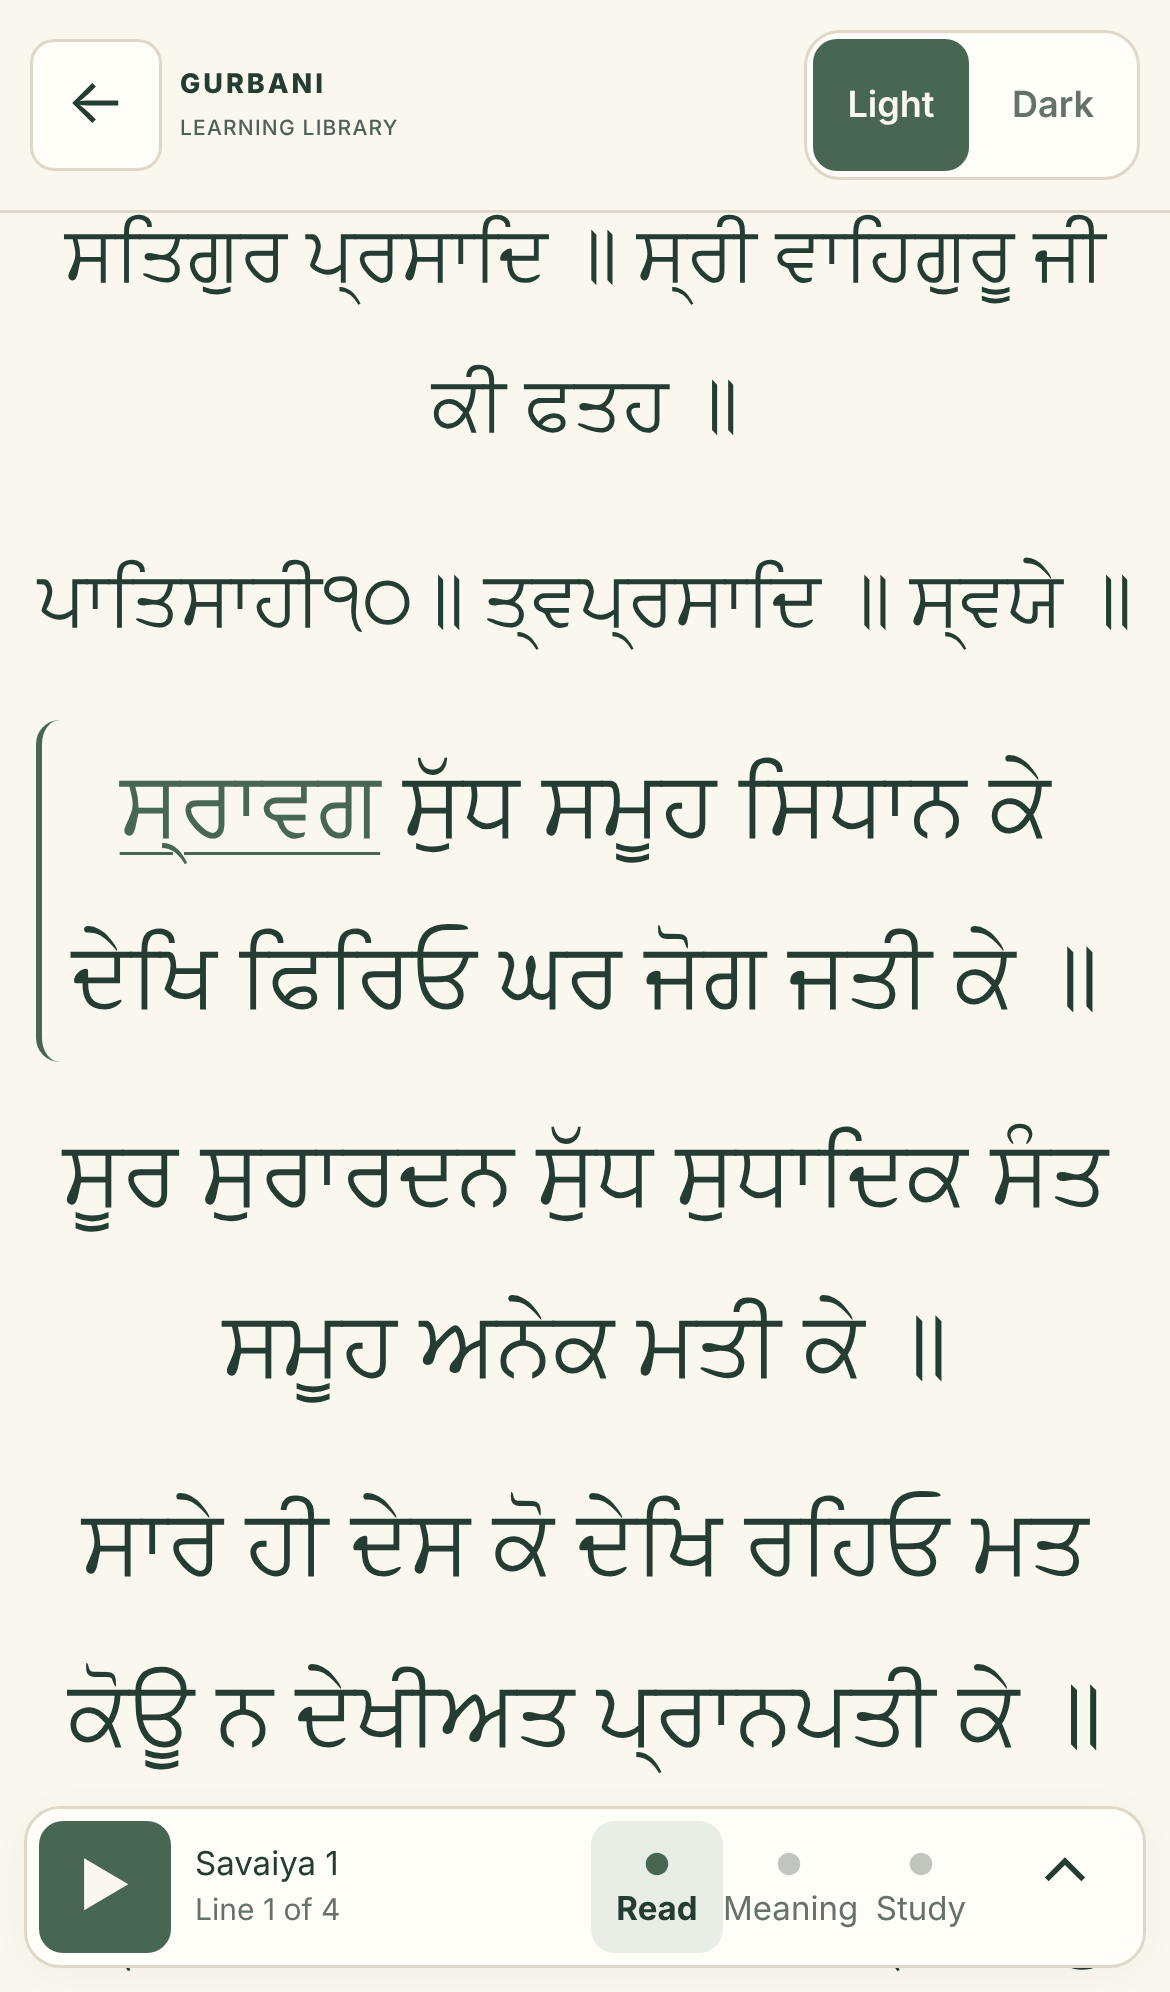 GURBANI
LEARNING LIBRARY
Light Dark
ਸਤਿਗੁਰ ਪ੍ਰਸਾਦਿ ॥ ਸ੍ਰੀ ਵਾਹਿਗੁਰੂ ਜੀ
ਕੀ ਫਤਹ ॥
ਪਾਤਿਸਾਹੀ੧੦॥ ਤ੍ਵਪ੍ਰਸਾਦਿ ॥ ਸ੍ਵਯੇ ॥
ਸ੍ਰਾਵਗ ਸੁੱਧ ਸਮੂਹ ਸਿਧਾਨ ਕੇ
ਦੇਖਿ ਫਿਰਿਓ ਘਰ ਜੋਗ ਜਤੀ ਕੇ ॥
ਸੂਰ ਸੁਰਾਰਦਨ ਸੁੱਧ ਸੁਧਾਦਿਕ ਸੰਤ
ਸਮੂਹ ਅਨੇਕ ਮਤੀ ਕੇ ॥
ਸਾਰੇ ਹੀ ਦੇਸ ਕੋ ਦੇਖਿ ਰਹਿਓ ਮਤ
ਕੋਊ ਨ ਦੇਖੀਅਤ ਪ੍ਰਾਨਪਤੀ ਕੇ ॥
Savaiya 1
Line 1 of 4
Read Meaning Study